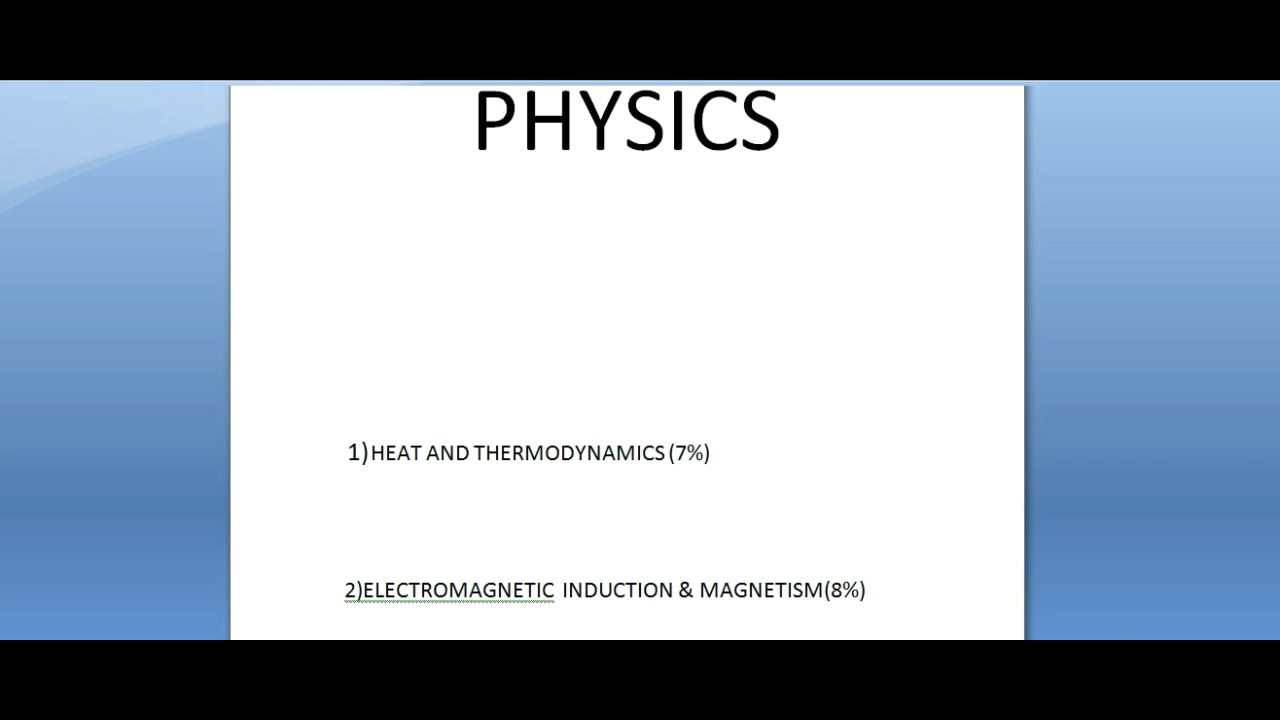 PHYSICS
1)HEAT AND THERMODYNAMICS (7%)
2)ELECTROMAGNETIC INDUCTION & MAGNETISM(8%)